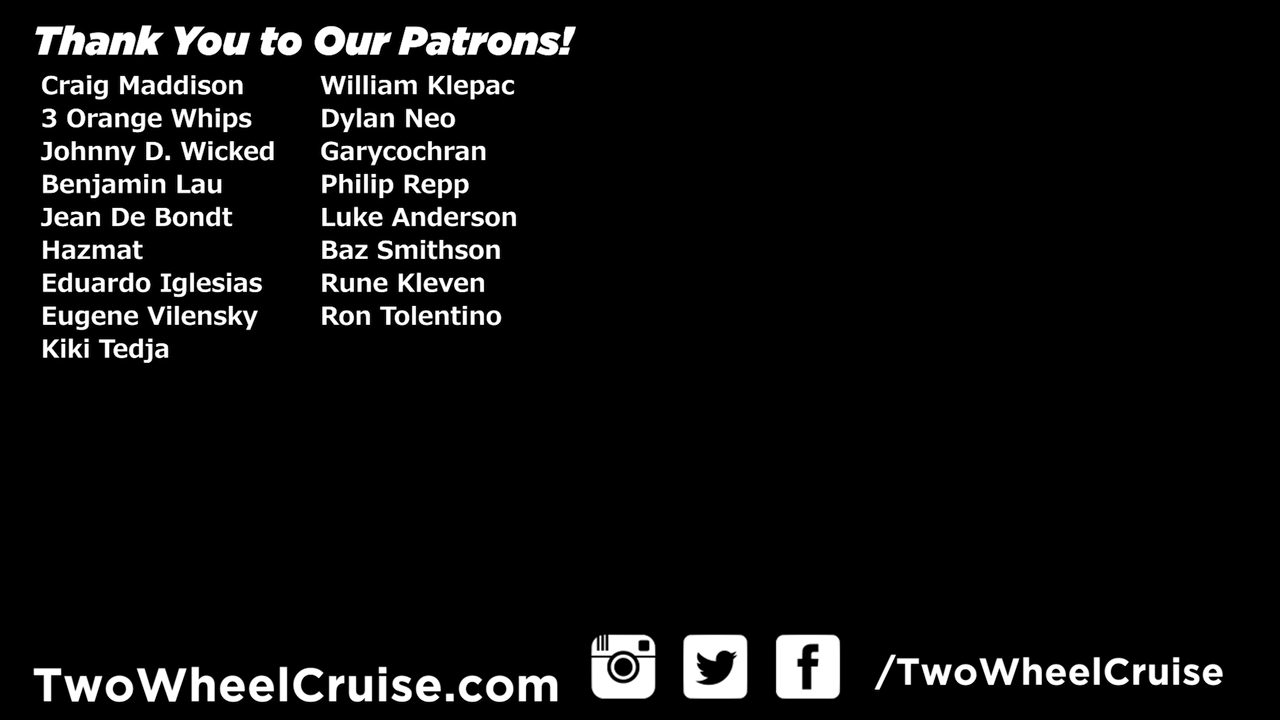 Thank You to Our Patrons!
Craig Maddison
3 Orange Whips
Johnny D. Wicked
Benjamin Lau
Jean De Bondt
Hazmat
Eduardo Iglesias
Eugene Vilensky
Kiki Tedja
William Klepac
Dylan Neo
Garycochran
Philip Repp
Luke Anderson
Baz Smithson
Rune Kleven
Ron Tolentino
TwoWheelCruise.com
/TwoWheelCruise